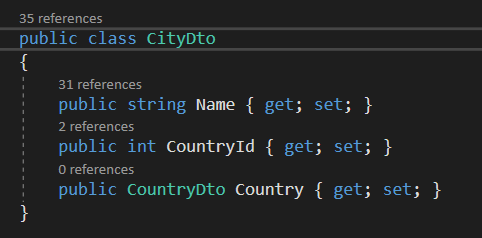 35 references
public class CityDto
{
31 references
public string Name { get; set; }
2 references
public int CountryId { get; set; }
0 references
public CountryDto Country { get; set; }
}